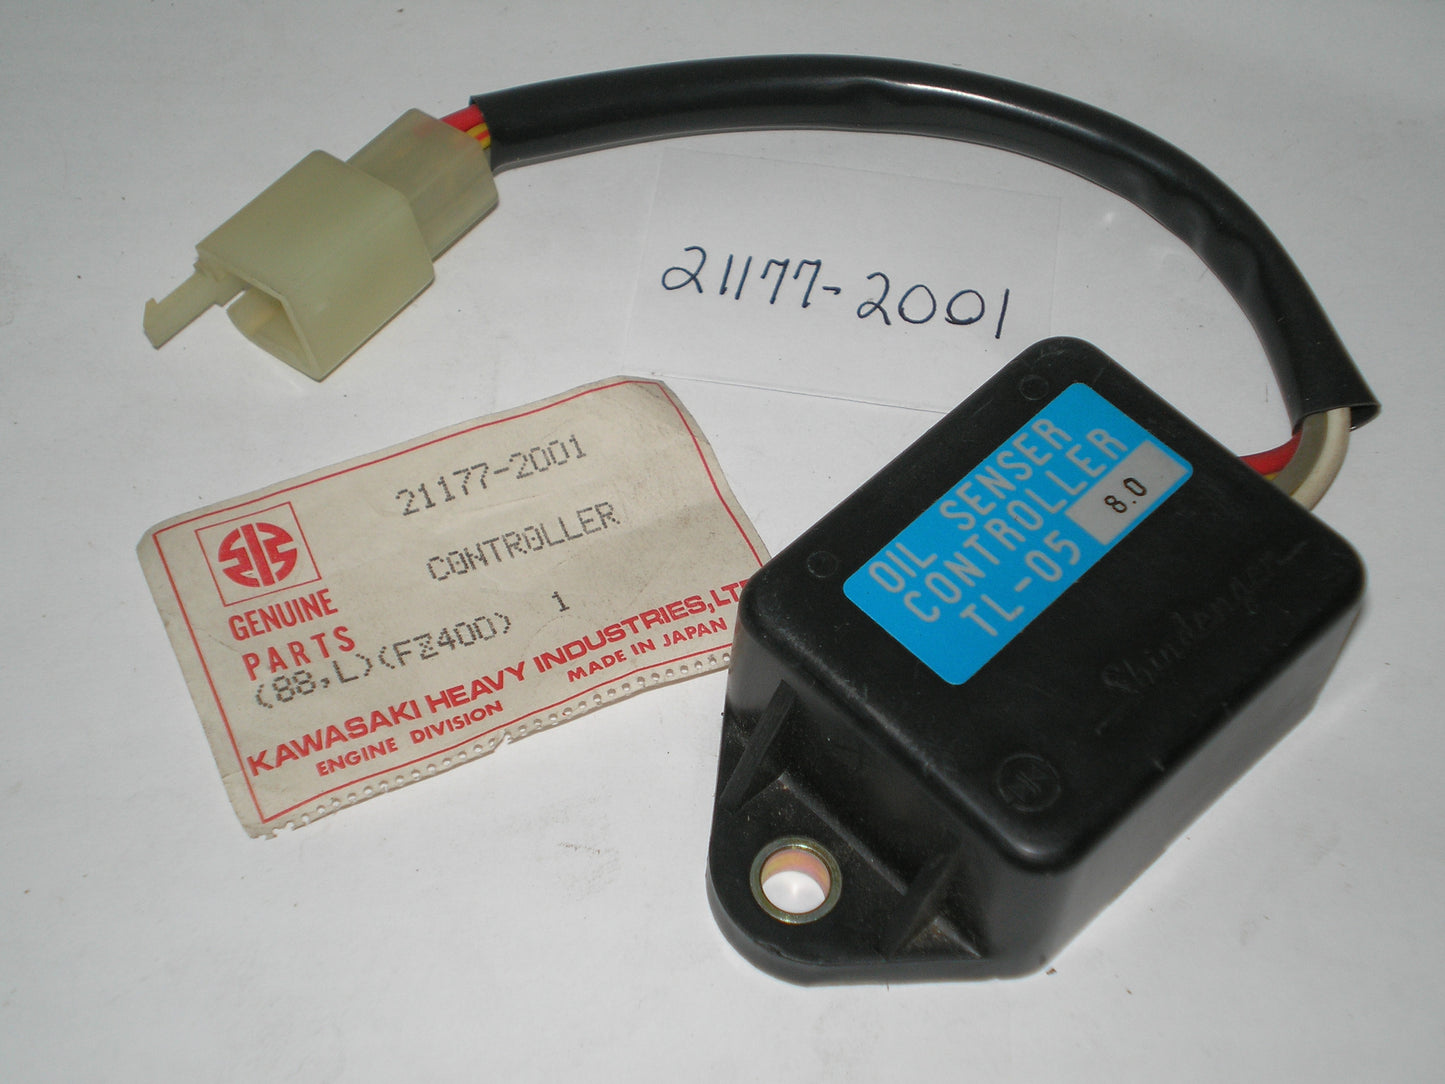 21177-2001
21177-2001
CONTROLLER
GENUINE
PARTS
(88,L)(FZ400) 1
KAWASAKI HEAVY INDUSTRIES,LT
ENGINE DIVISION
MADE IN JAPAN
OIL SENSER
CONTROLLER
TL-05 8.0
Shindengen